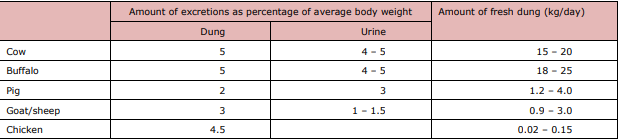 Amount of excretions as percentage of average body weight Amount of fresh dung (kg/day)
Dung Urine
Cow 5 4 – 5 15 – 20
Buffalo 5 4 – 5 18 – 25
Pig 2 3 1.2 – 4.0
Goat/sheep 3 1 – 1.5 0.9 – 3.0
Chicken 4.5 0.02 – 0.15